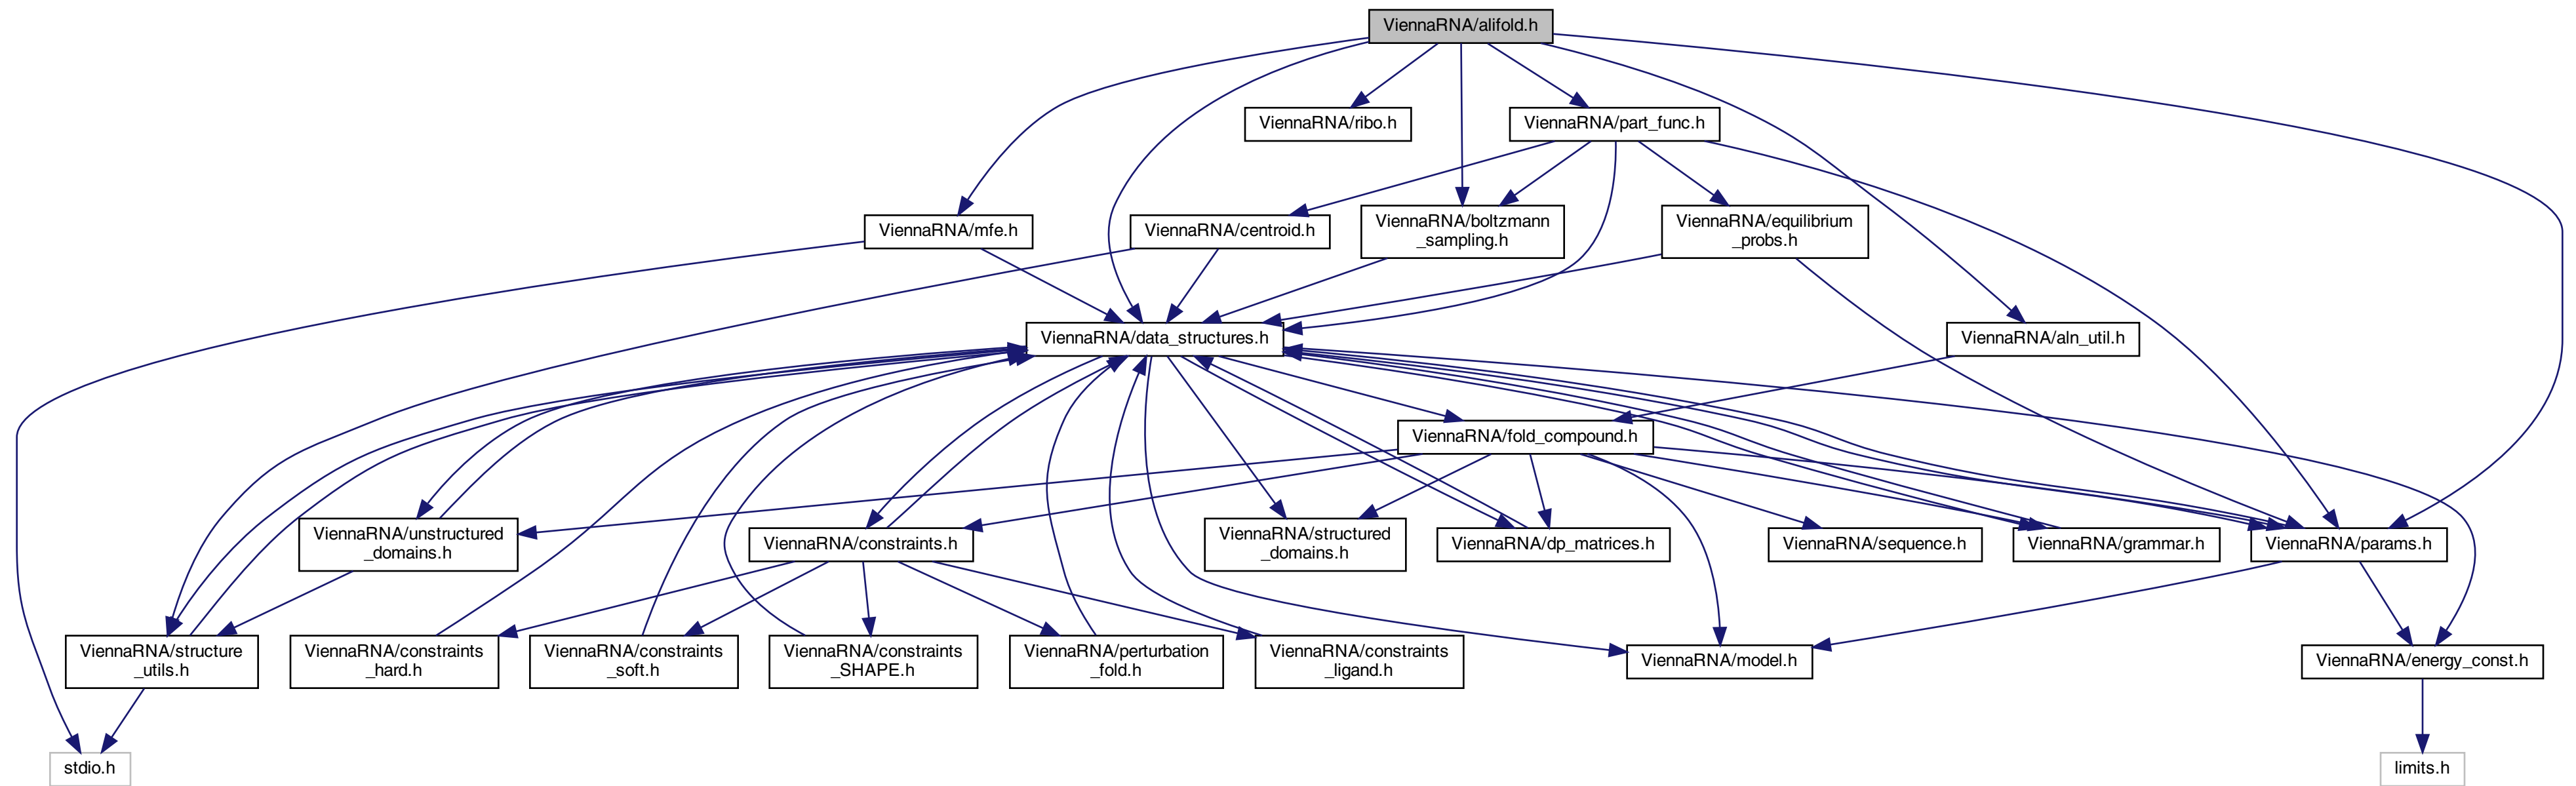 ViennaRNA/alifold.h
ViennaRNA/ribo.h
ViennaRNA/part_func.h
ViennaRNA/mfe.h
ViennaRNA/centroid.h
ViennaRNA/boltzmann
_sampling.h
ViennaRNA/equilibrium
_probs.h
ViennaRNA/data_structures.h
ViennaRNA/aln_util.h
ViennaRNA/fold_compound.h
ViennaRNA/unstructured
_domains.h
ViennaRNA/constraints.h
ViennaRNA/structured
_domains.h
ViennaRNA/dp_matrices.h
ViennaRNA/sequence.h
ViennaRNA/grammar.h
ViennaRNA/params.h
ViennaRNA/structure
_utils.h
ViennaRNA/constraints
_hard.h
ViennaRNA/constraints
_soft.h
ViennaRNA/constraints
_SHAPE.h
ViennaRNA/perturbation
_fold.h
ViennaRNA/constraints
_ligand.h
ViennaRNA/model.h
ViennaRNA/energy_const.h
stdio.h
limits.h